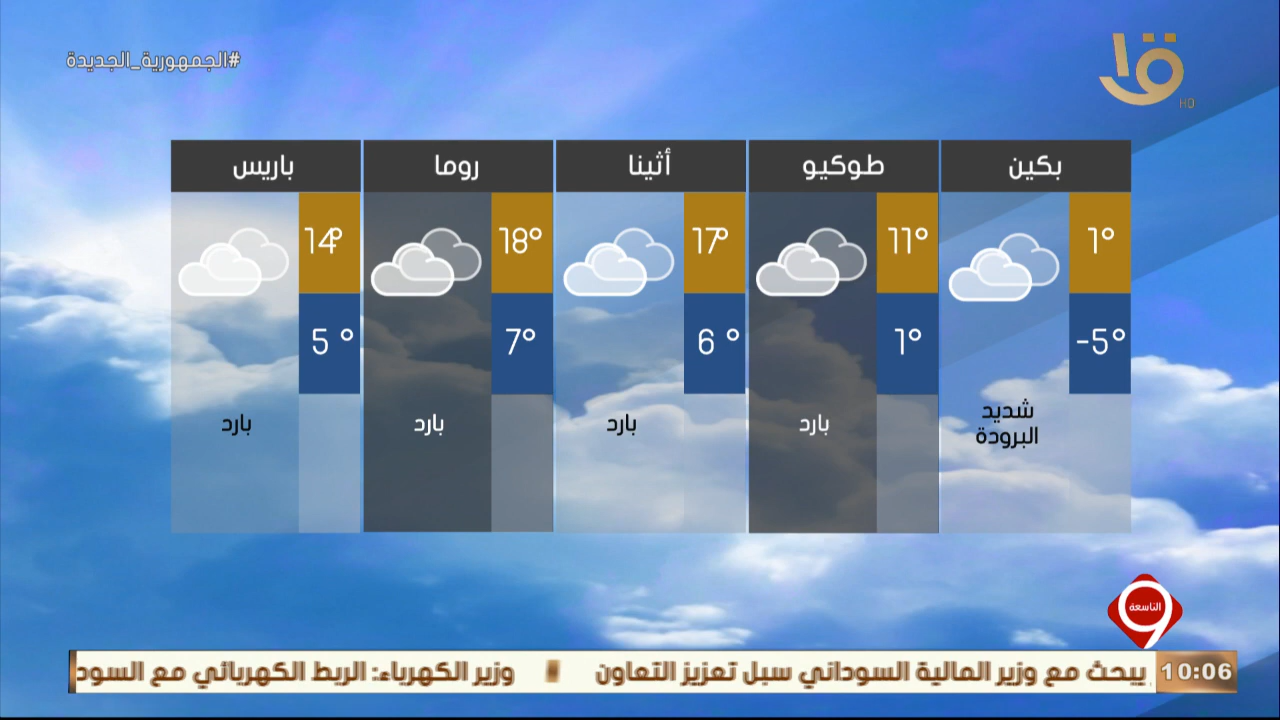 #الجمهورية_الجديدة
HD
بكين
طوكيو
أثينا
روما
باريس
1°
11°
17°
18°
14°
-5°
1°
6 °
7°
5 °
شديد
البرودة
بارد
بارد
بارد
بارد
التاسعة
9
10:06
يبحث مع وزير المالية السوداني سبل تعزيز التعاون
وزير الكهرباء: الربط الكهربائي مع السود